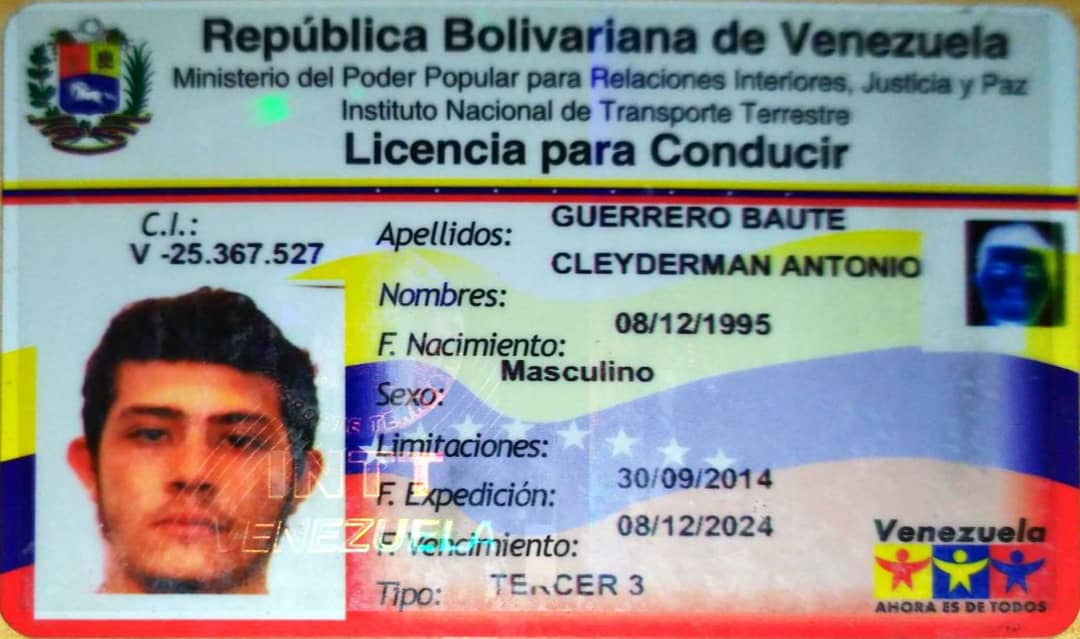 República Bolivariana de Venezuela
Ministerio del Poder Popular para Relaciones Interiores, Justicia y Paz
Instituto Nacional de Transporte Terrestre
Licencia para Conducir
C.I.:
V -25.367.527
Apellidos: GUERRERO BAUTE
CLEYDERMAN ANTONIO
Nombres:
08/12/1995
F. Nacimiento:
Masculino
Sexo:
Limitaciones:
30/09/2014
F. Expedición:
08/12/2024
F. Vencimiento:
Tipo: TERCER 3
INTT
VENEZUELA
Venezuela
AHORA ES DE TODOS